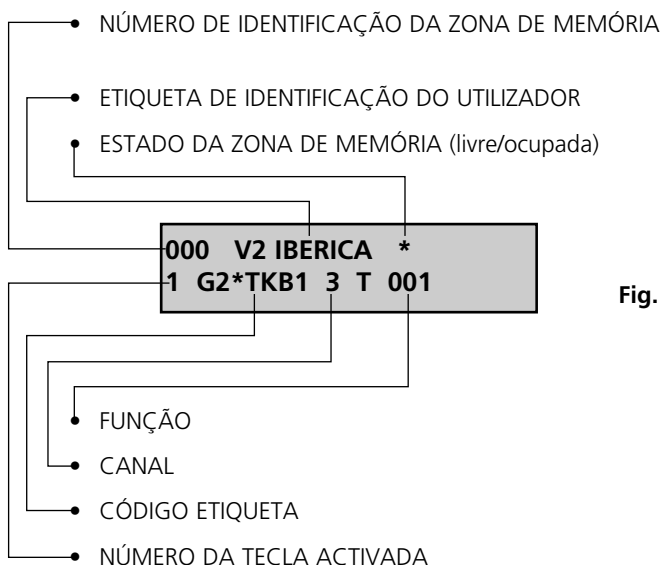 NÚMERO DE IDENTIFICAÇÃO DA ZONA DE MEMÓRIA
ETIQUETA DE IDENTIFICAÇÃO DO UTILIZADOR
ESTADO DA ZONA DE MEMÓRIA (livre/ocupada)
000 V2 IBERICA *
1 G2*TKB1 3 T 001
Fig.
FUNÇÃO
CANAL
CÓDIGO ETIQUETA
NÚMERO DA TECLA ACTIVADA